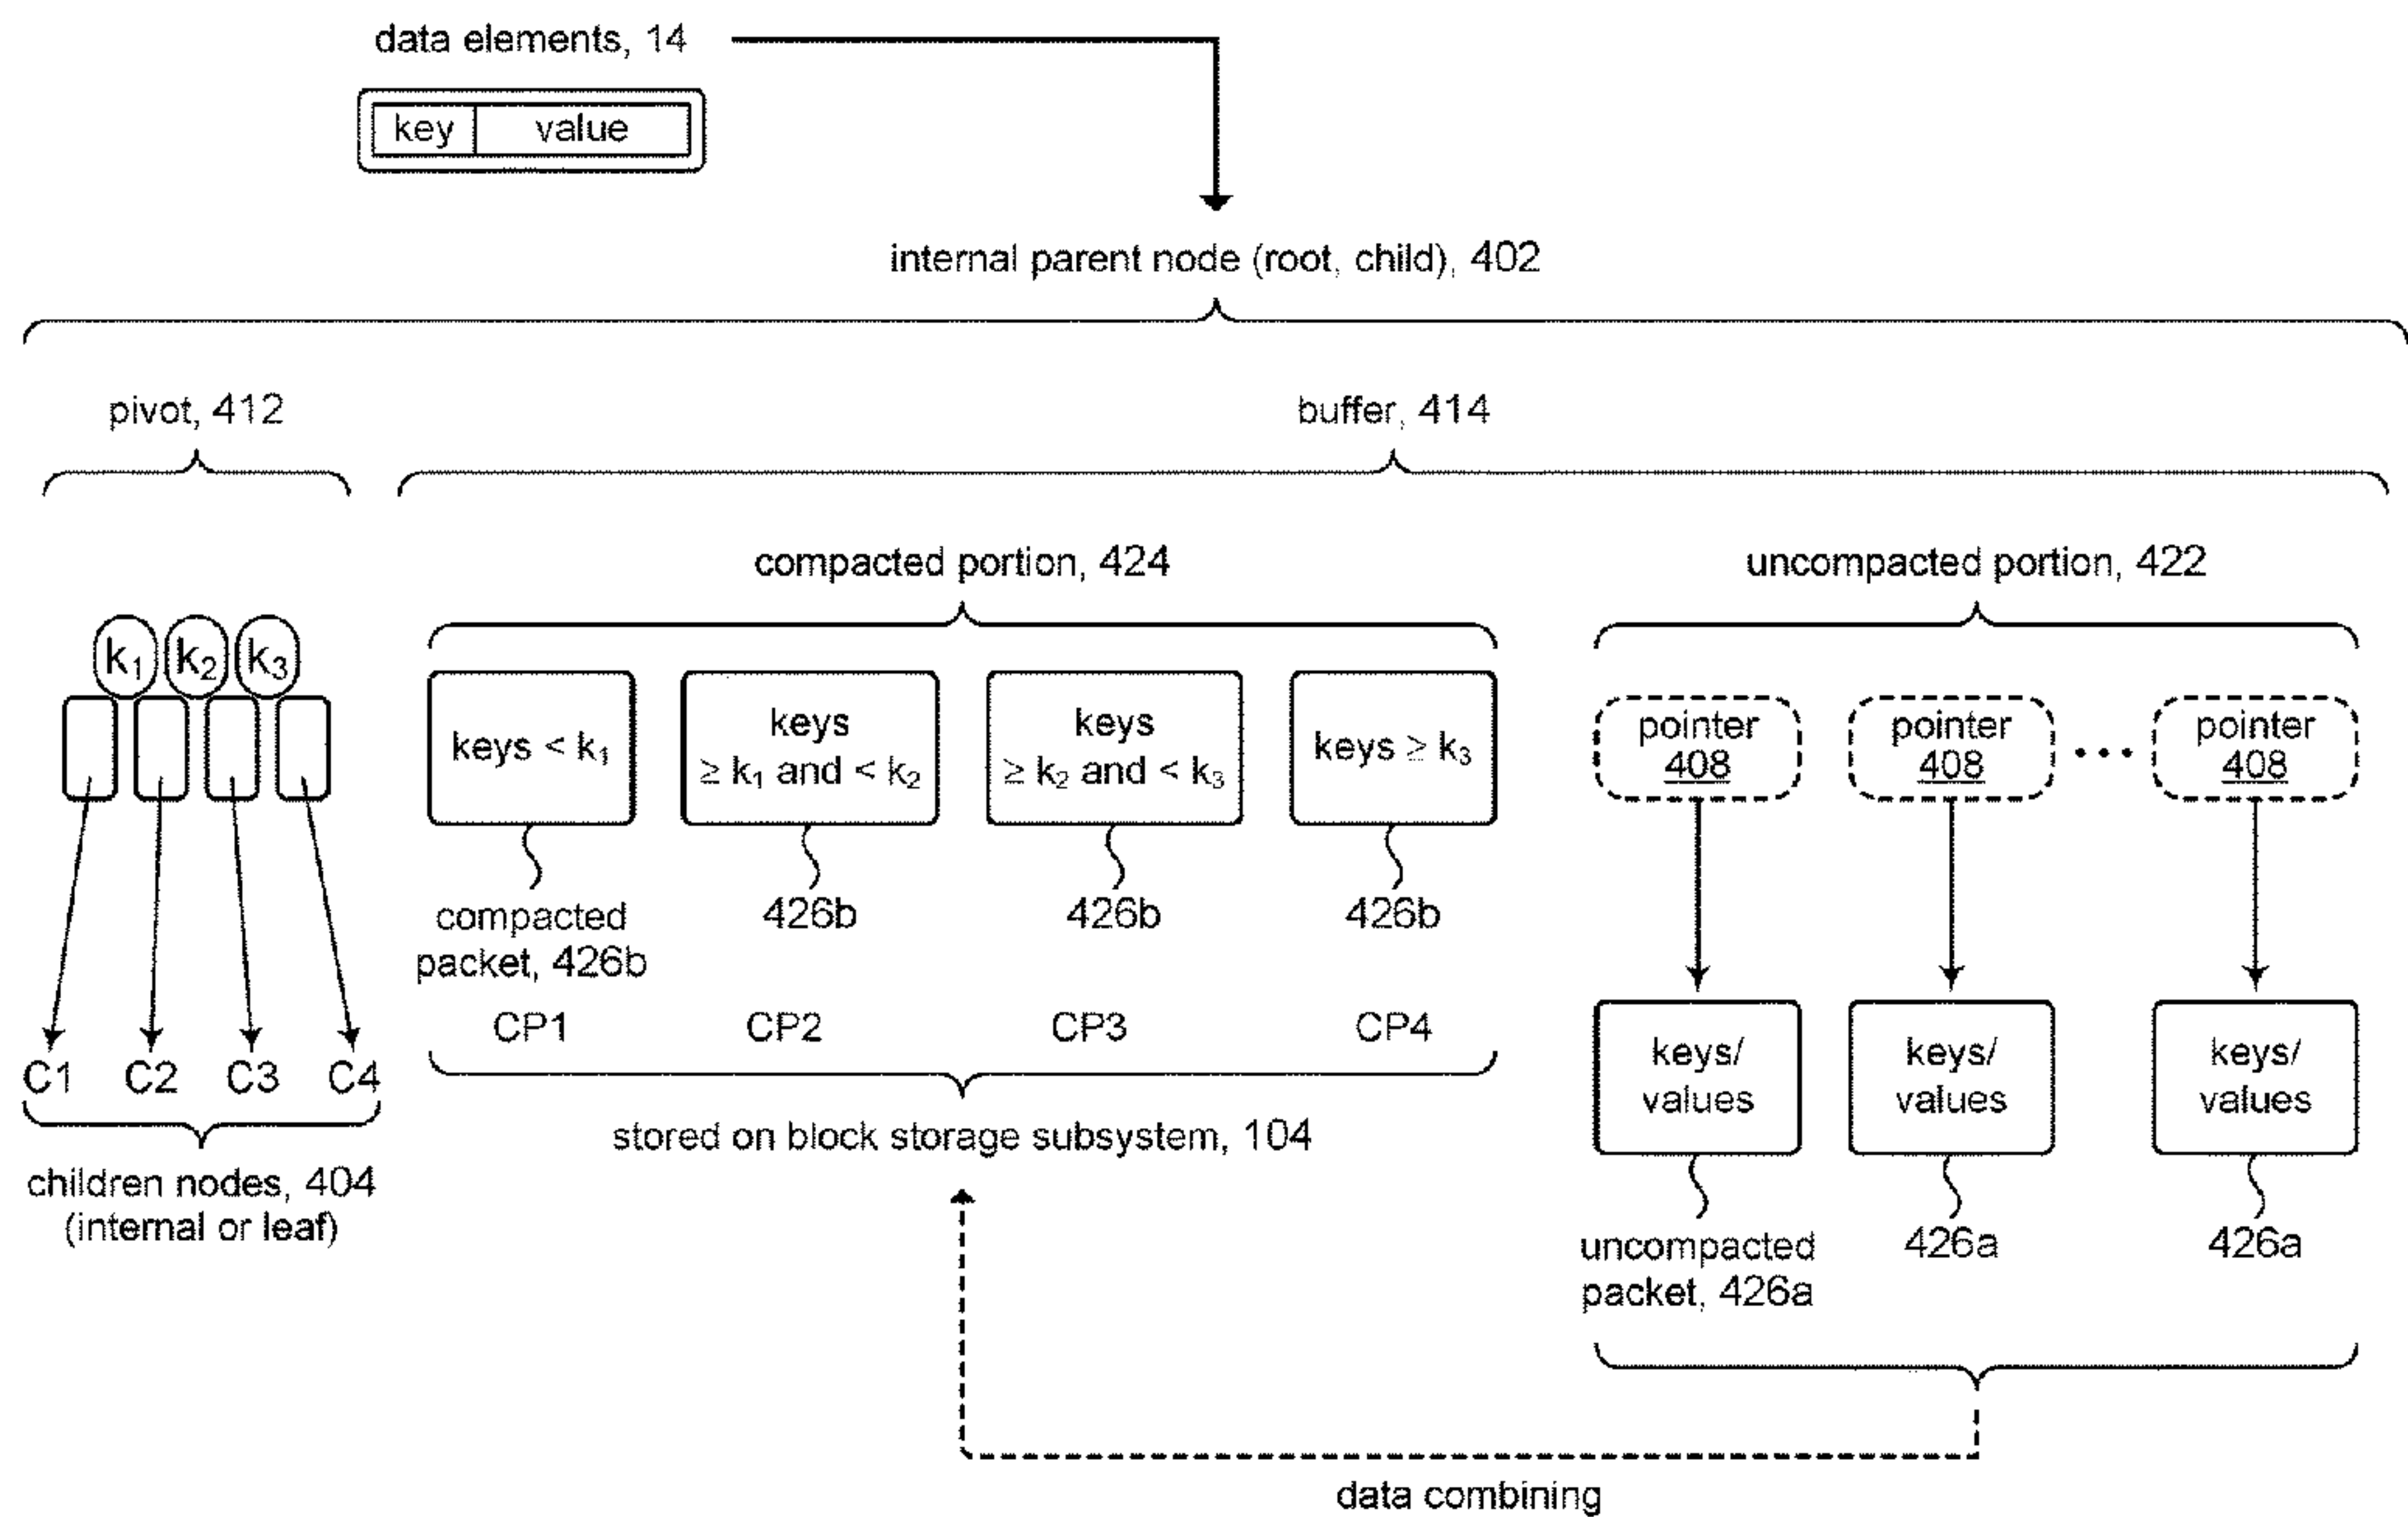 data elements, 14
key value
internal parent node (root, child), 402
pivot, 412
buffer, 414
compacted portion, 424
uncompacted portion, 422
k₁ k₂ k₃
keys < k₁
keys
≥ k₁ and < k₂
keys
≥ k₂ and < k₃
keys ≥ k₃
pointer
408
pointer
408
•••
pointer
408
compacted
packet, 426b
426b
426b
426b
CP1 CP2 CP3 CP4
C1 C2 C3 C4
keys/
values
keys/
values
keys/
values
stored on block storage subsystem, 104
children nodes, 404
(internal or leaf)
uncompacted
packet, 426a
426a
426a
data combining